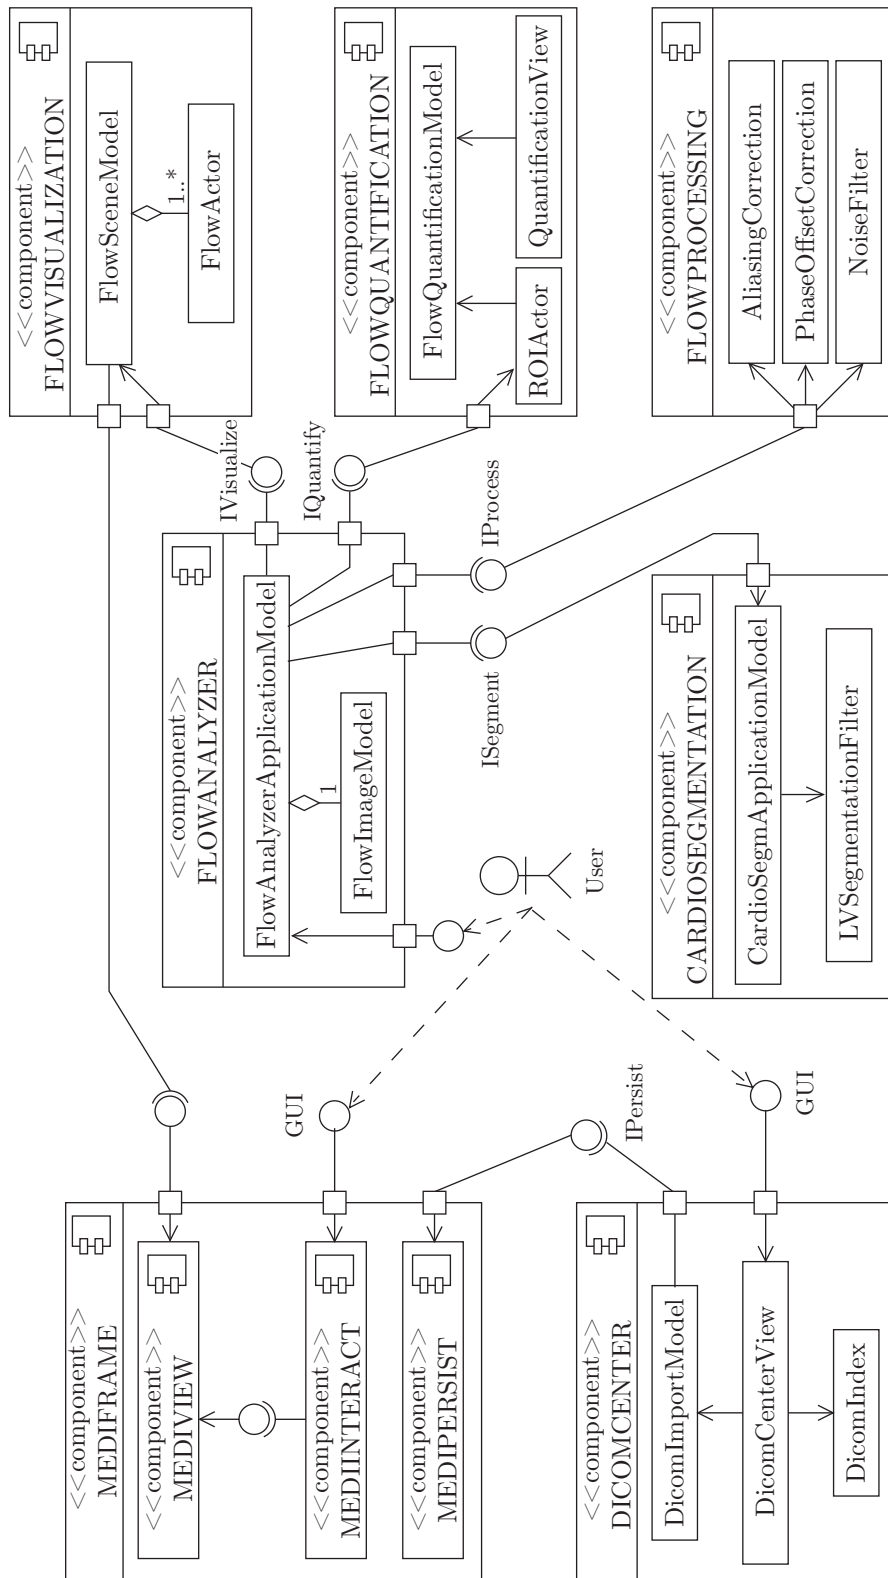 <<component>>
MEDIFRAME
<<component>>
MEDIVIEW
<<component>>
MEDIINTERACT
<<component>>
MEDIPERSIST
GUI
<<component>>
DICOMCENTER
DicomImportModel
DicomCenterView
DicomIndex
IPersist
GUI
<<component>>
FLOWANALYZER
FlowAnalyzerApplicationModel
1
FlowImageModel
User
ISegment
IProcess
IVisualize
IQuantify
<<component>>
CARDIOSEGMENTATION
CardioSegmApplicationModel
LVSegmentationFilter
<<component>>
FLOWVISUALIZATION
FlowSceneModel
1..*
FlowActor
<<component>>
FLOWQUANTIFICATION
FlowQuantificationModel
ROIActor
QuantificationView
<<component>>
FLOWPROCESSING
AliasingCorrection
PhaseOffsetCorrection
NoiseFilter